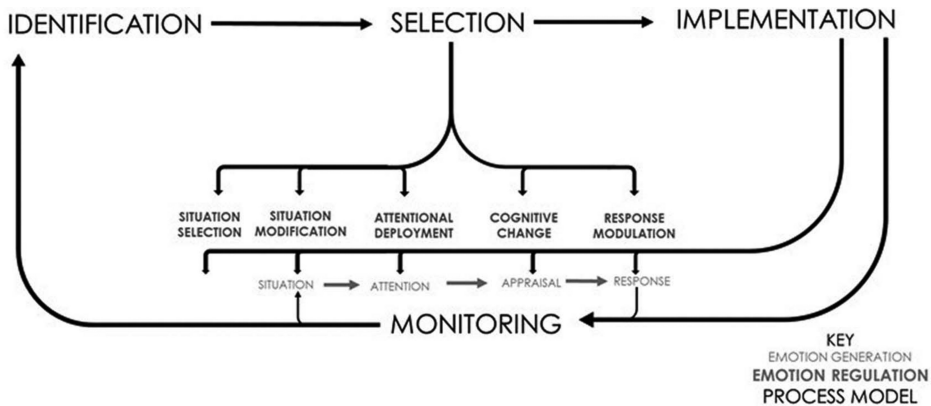 IDENTIFICATION
SELECTION
IMPLEMENTATION
SITUATION
SELECTION
SITUATION
MODIFICATION
ATTENTIONAL
DEPLOYMENT
COGNITIVE
CHANGE
RESPONSE
MODULATION
SITUATION
ATTENTION
APPRAISAL
RESPONSE
MONITORING
KEY
EMOTION GENERATION
EMOTION REGULATION
PROCESS MODEL